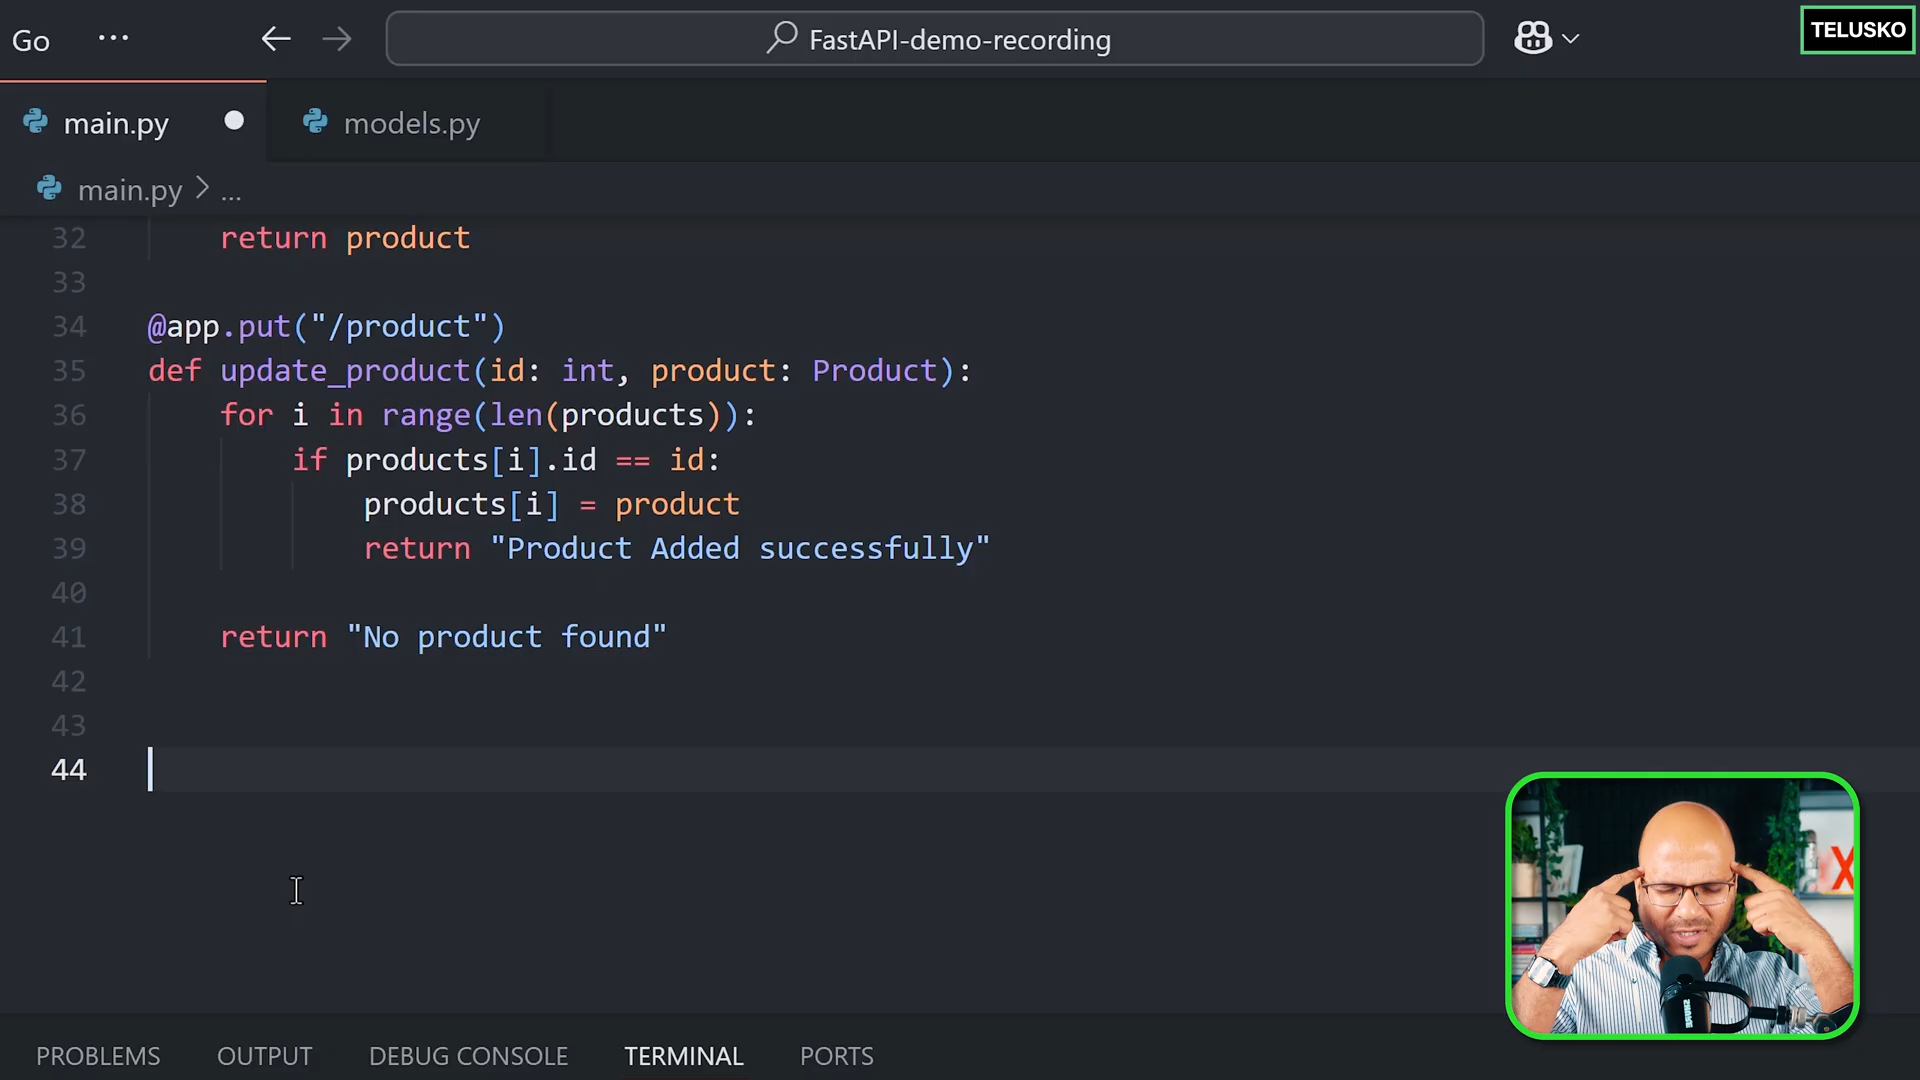 Go ... FastAPI-demo-recording TELUSKO
main.py models.py
main.py > ...
32 return product
33
34 @app.put("/product")
35 def update_product(id: int, product: Product):
36 for i in range(len(products)):
37 if products[i].id == id:
38 products[i] = product
39 return "Product Added successfully"
40
41 return "No product found"
42
43
44
PROBLEMS OUTPUT DEBUG CONSOLE TERMINAL PORTS